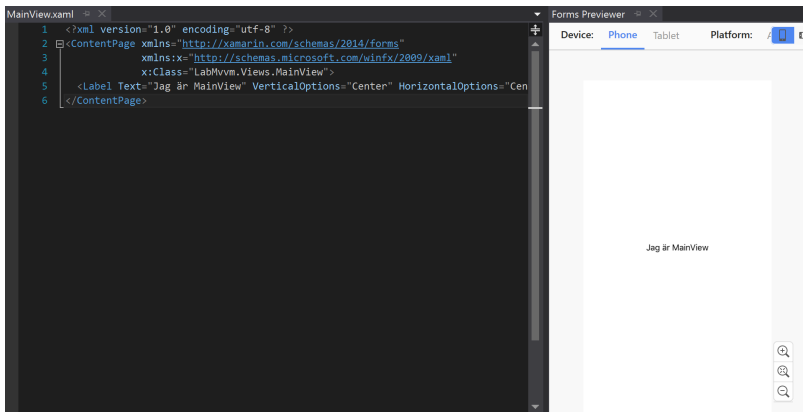 MainView.xaml
1 <?xml version="1.0" encoding="utf-8" ?>
2 <ContentPage xmlns="http://xamarin.com/schemas/2014/forms"
3 xmlns:x="http://schemas.microsoft.com/winfx/2009/xaml"
4 x:Class="LabMvvm.Views.MainView">
5 <Label Text="Jag är MainView" VerticalOptions="Center" HorizontalOptions="Cen
6 </ContentPage>
Forms Previewer
Device: Phone Tablet Platform:
Jag är MainView